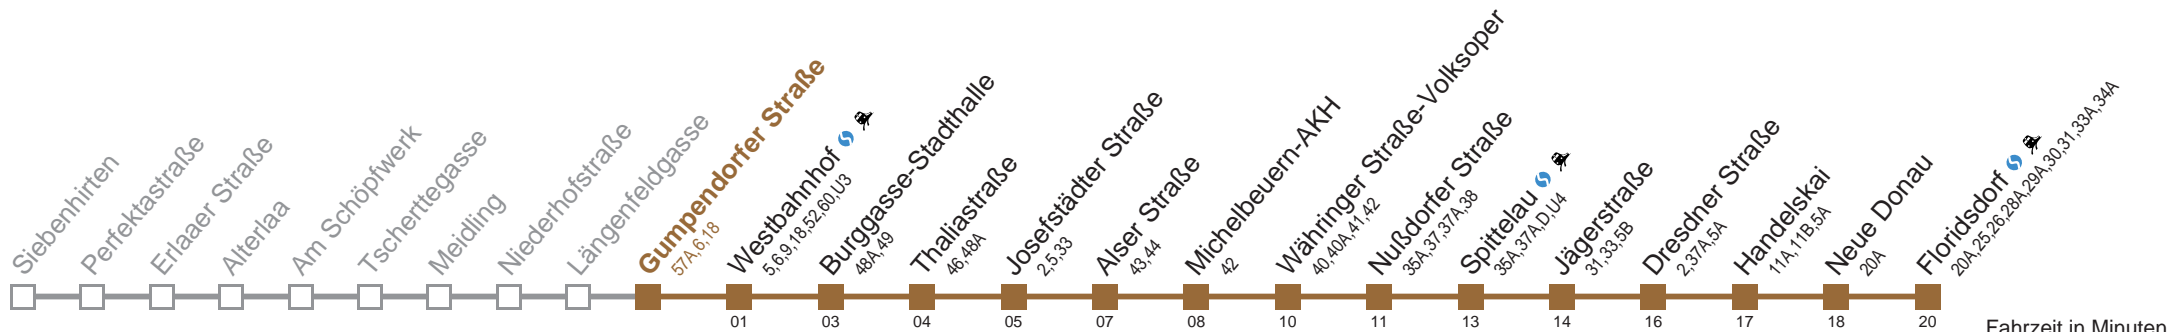 Siebenhirten
Perfektastraße
Erlaaer Straße
Alterlaa
Am Schöpfwerk
Tscherttegasse
Meidling
Niederhofstraße
Längenfeldgasse
Gumpendorfer Straße
57A,6,18
Westbahnhof
5,6,9,18,52,60,U3
Burggasse-Stadthalle
48A,49
Thaliastraße
46,48A
Josefstädter Straße
2,5,33
Alser Straße
43,44
Michelbeuern-AKH
42
Währinger Straße-Volksoper
40,40A,41,42
Nußdorfer Straße
35A,37,37A,38
Spittelau
35A,37A,D,U4
Jägerstraße
31,33,5B
Dresdner Straße
2,37A,5A
Handelskai
11A,11B,5A
Neue Donau
20A
Floridsdorf
20A,25,26,28A,29A,30,31,33A,34A
01 03 04 05 07 08 10 11 13 14 16 17 18 20
Fahrzeit in Minuten